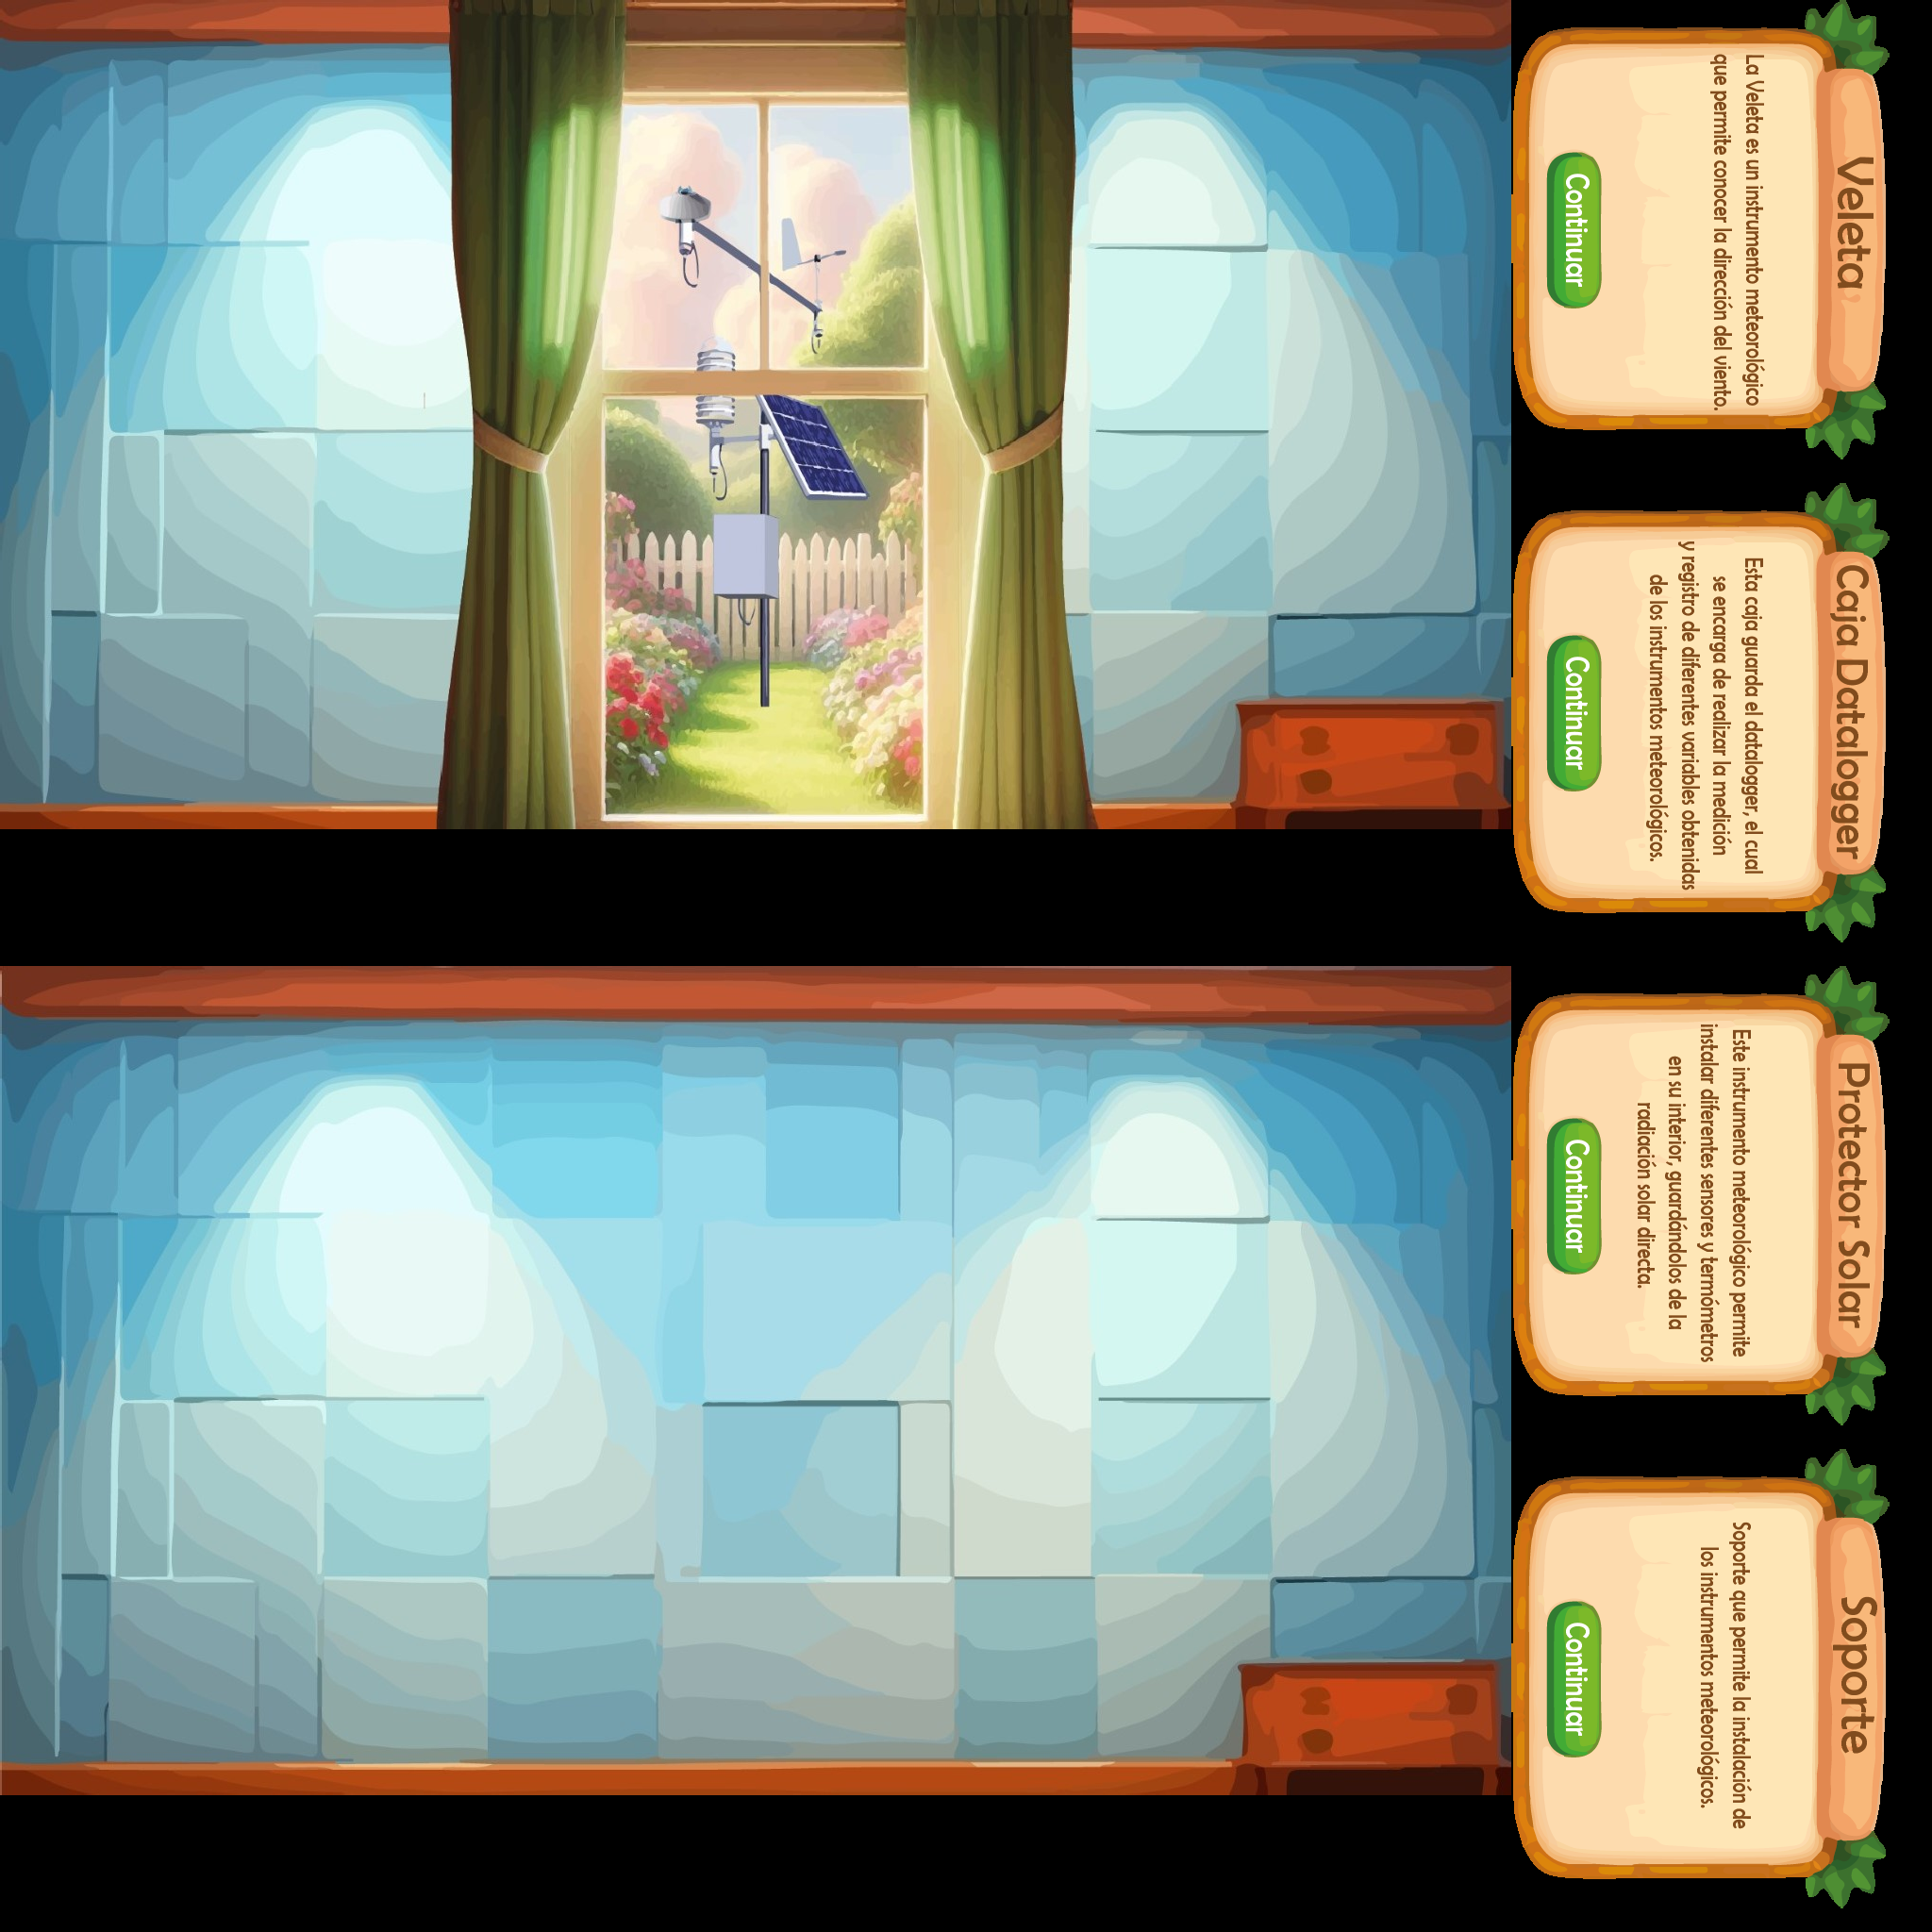 Veleta
La Veleta es un instrumento meteorológico
que permite conocer la dirección del viento.
Continuar
Caja Datalogger
Esta caja guarda el datalogger, el cual
se encarga de realizar la medición
y registro de diferentes variables obtenidas
de los instrumentos meteorológicos.
Continuar
Protector Solar
Este instrumento meteorológico permite
instalar diferentes sensores y termómetros
en su interior, guardándolos de la
radiación solar directa.
Continuar
Soporte
Soporte que permite la instalación de
los instrumentos meteorológicos.
Continuar